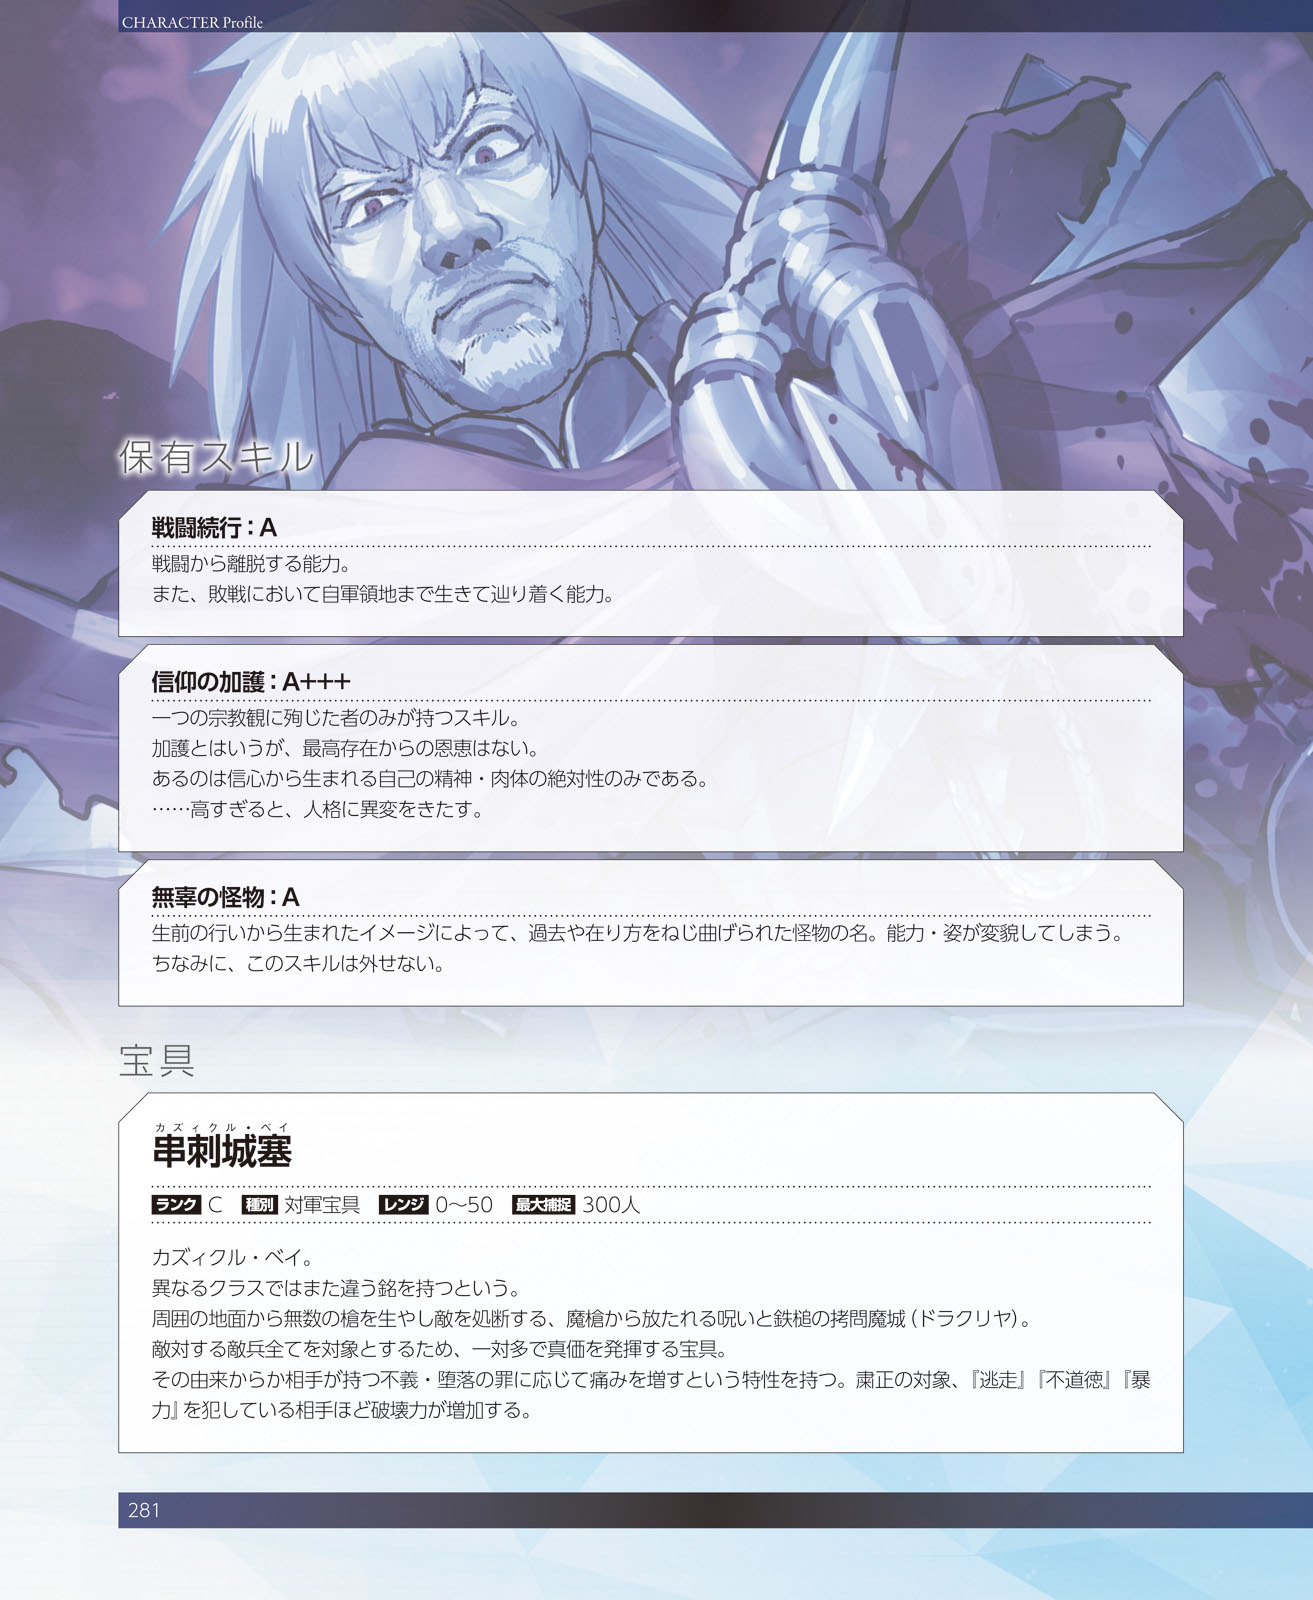 CHARACTER Profile
保有スキル
戦闘続行：A
戦闘から離脱する能力。
また、敗戦において自軍領地まで生きて辿り着く能力。
信仰の加護：A+++
一つの宗教観に殉じた者のみが持つスキル。
加護とはいうが、最高存在からの恩恵はない。
あるのは信心から生まれる自己の精神・肉体の絶対性のみである。
……高すぎると、人格に異変をきたす。
無辜の怪物：A
生前の行いから生まれたイメージによって、過去や在り方をねじ曲げられた怪物の名。能力・姿が変貌してしまう。
ちなみに、このスキルは外せない。
宝具
カズィクル・ベイ
串刺城塞
ランク C 種別 対軍宝具 レンジ 0〜50 最大捕捉 300人
カズィクル・ベイ。
異なるクラスではまた違う銘を持つという。
周囲の地面から無数の槍を生やし敵を処断する、魔槍から放たれる呪いと鉄槌の拷問魔城（ドラクリヤ）。
敵対する敵兵全てを対象とするため、一対多で真価を発揮する宝具。
その由来からか相手が持つ不義・堕落の罪に応じて痛みを増すという特性を持つ。粛正の対象、『逃走』『不道徳』『暴
力』を犯している相手ほど破壊力が増加する。
281